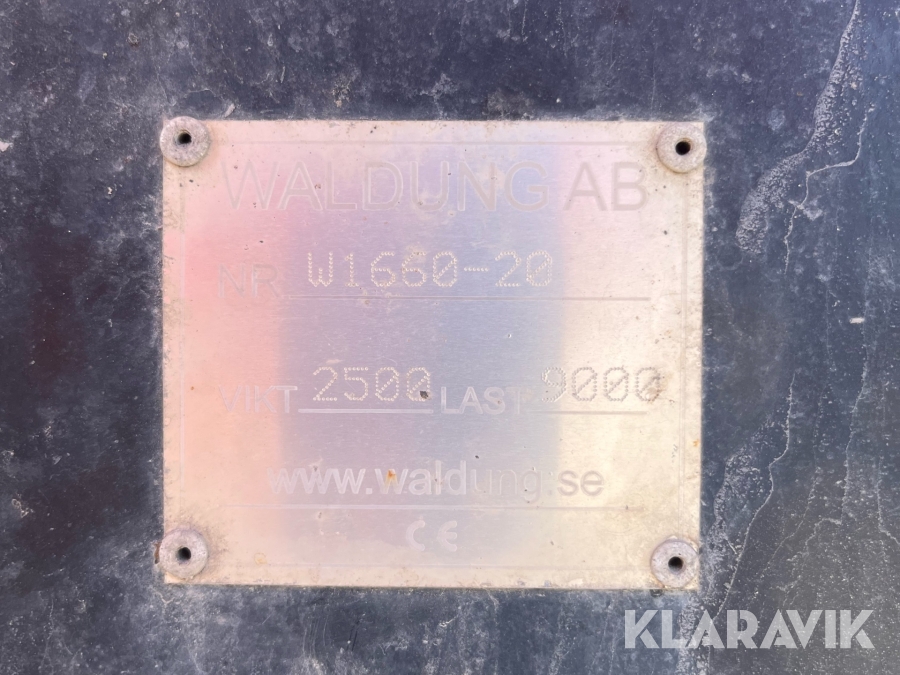 WALDUNG AB
NR W1660-20
VIKT 2500 LAST 9000
www.waldung.se
CE
KLARAVIK